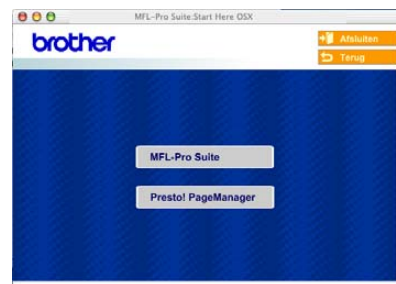 MFL-Pro Suite:Start Here OSX
brother
Afsluiten
Terug
MFL-Pro Suite
Presto! PageManager